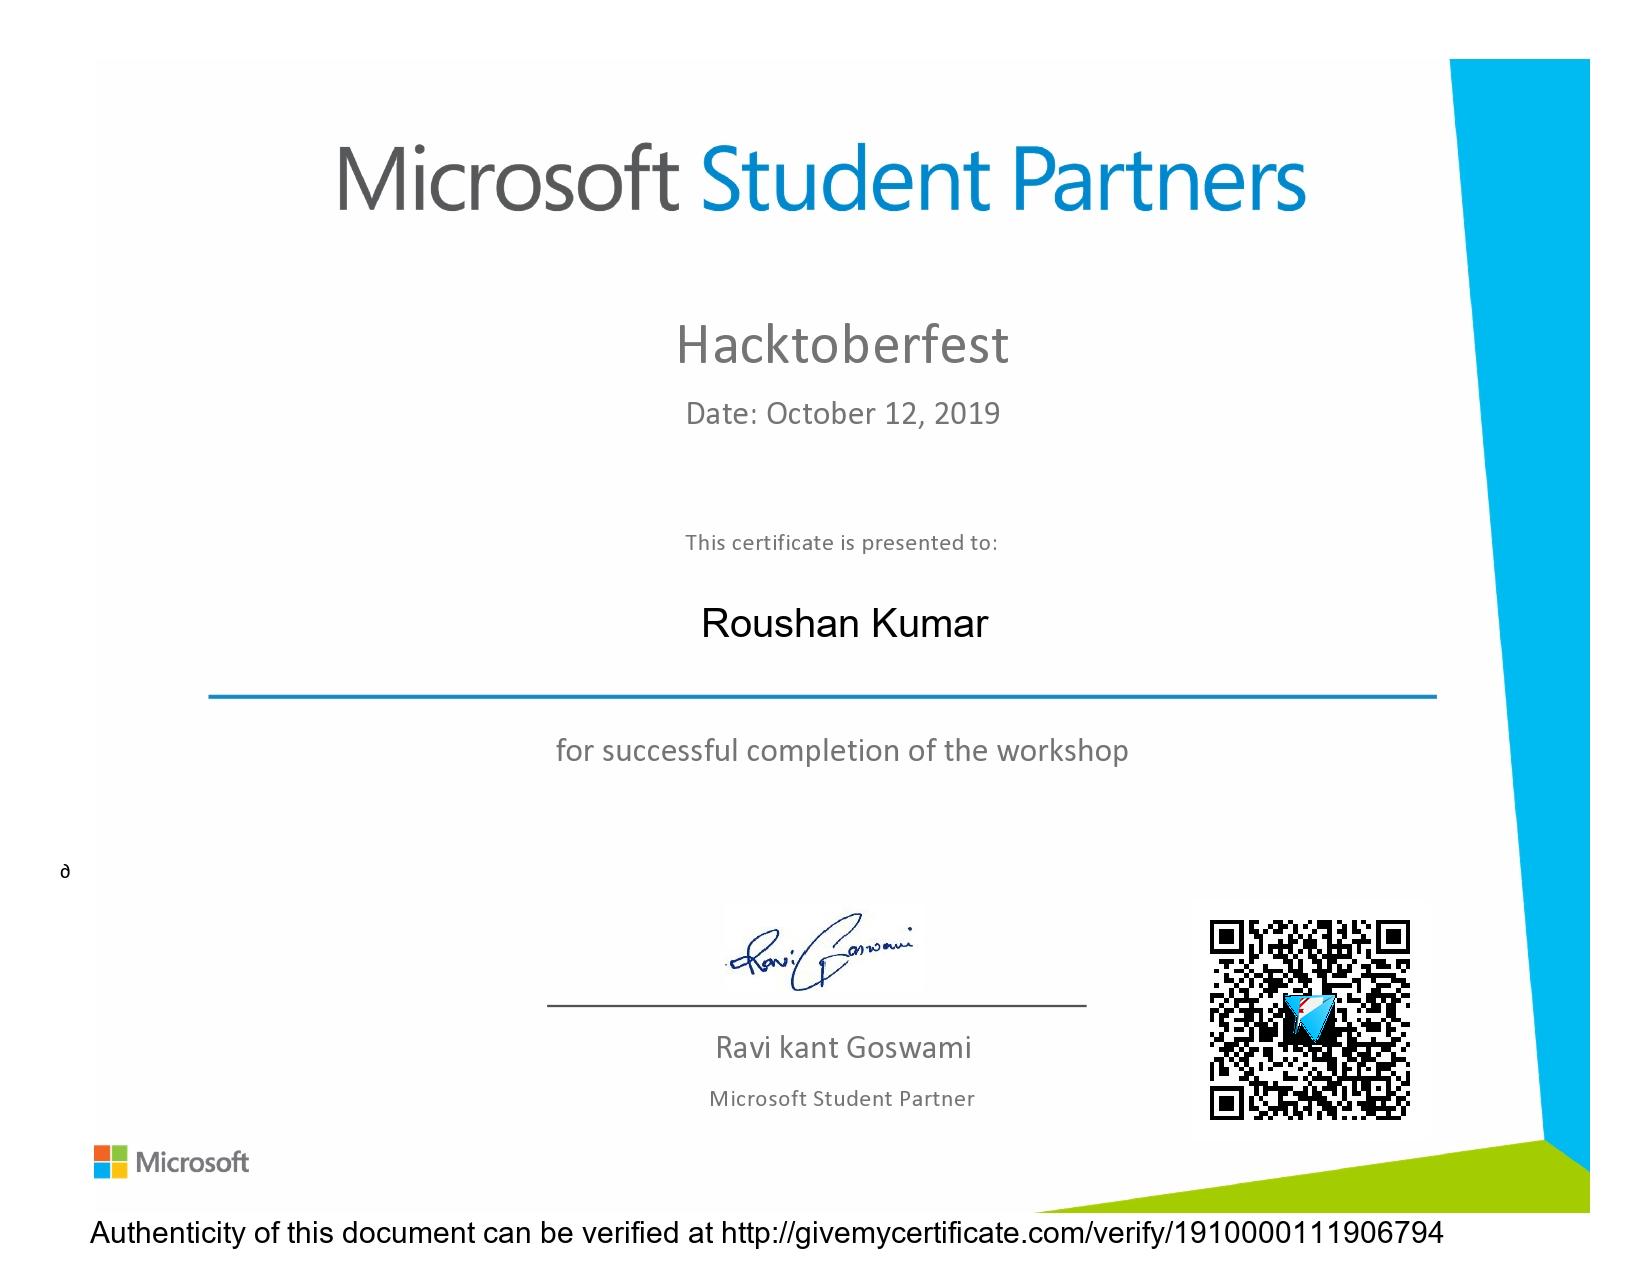 Microsoft Student Partners
Hacktoberfest
Date: October 12, 2019
This certificate is presented to:
Roushan Kumar
for successful completion of the workshop
∂
Ravi Goswami
Ravi kant Goswami
Microsoft Student Partner
Microsoft
Authenticity of this document can be verified at http://givemycertificate.com/verify/1910000111906794